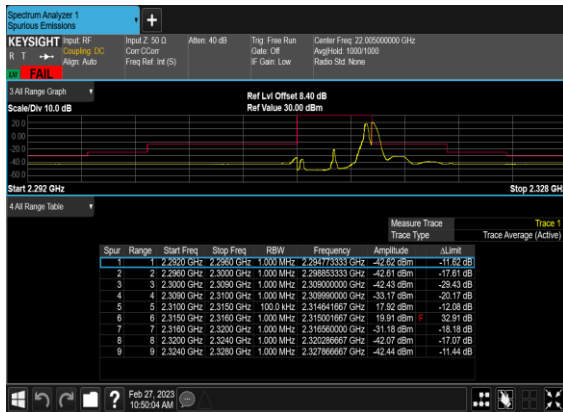 Spectrum Analyzer 1
Spurious Emissions
KEYSIGHT Input: RF
Coupling: DC
Align: Auto
R T
LXI FAIL
Input Z: 50 Ω
Corr CCorr
Freq Ref: Int (S)
Atten: 40 dB
Trig: Free Run
Gate: Off
IF Gain: Low
Center Freq: 22.005000000 GHz
Avg|Hold: 1000/1000
Radio Std: None
3 All Range Graph
Scale/Div 10.0 dB
Ref Lvl Offset 8.40 dB
Ref Value 30.00 dBm
20.0
0.00
-20.0
-40.0
-60.0
Start 2.292 GHz
Stop 2.328 GHz
4 All Range Table
Measure Trace Trace 1
Trace Type Trace Average (Active)
Spur Range Start Freq Stop Freq RBW Frequency Amplitude ΔLimit
1 1 2.2920 GHz 2.2960 GHz 1.000 MHz 2.294773333 GHz -42.62 dBm -11.62 dB
2 2 2.2960 GHz 2.3000 GHz 1.000 MHz 2.298853333 GHz -42.61 dBm -17.61 dB
3 3 2.3000 GHz 2.3090 GHz 1.000 MHz 2.309000000 GHz -42.43 dBm -29.43 dB
4 4 2.3090 GHz 2.3100 GHz 1.000 MHz 2.309990000 GHz -33.17 dBm -20.17 dB
5 5 2.3100 GHz 2.3150 GHz 100.0 kHz 2.314641667 GHz 17.92 dBm -12.08 dB
6 6 2.3150 GHz 2.3160 GHz 1.000 MHz 2.315001667 GHz 19.91 dBm F 32.91 dB
7 7 2.3160 GHz 2.3200 GHz 1.000 MHz 2.316560000 GHz -31.18 dBm -18.18 dB
8 8 2.3200 GHz 2.3240 GHz 1.000 MHz 2.320286667 GHz -42.07 dBm -17.07 dB
9 9 2.3240 GHz 2.3280 GHz 1.000 MHz 2.327866667 GHz -42.44 dBm -11.44 dB
? Feb 27, 2023
10:50:04 AM